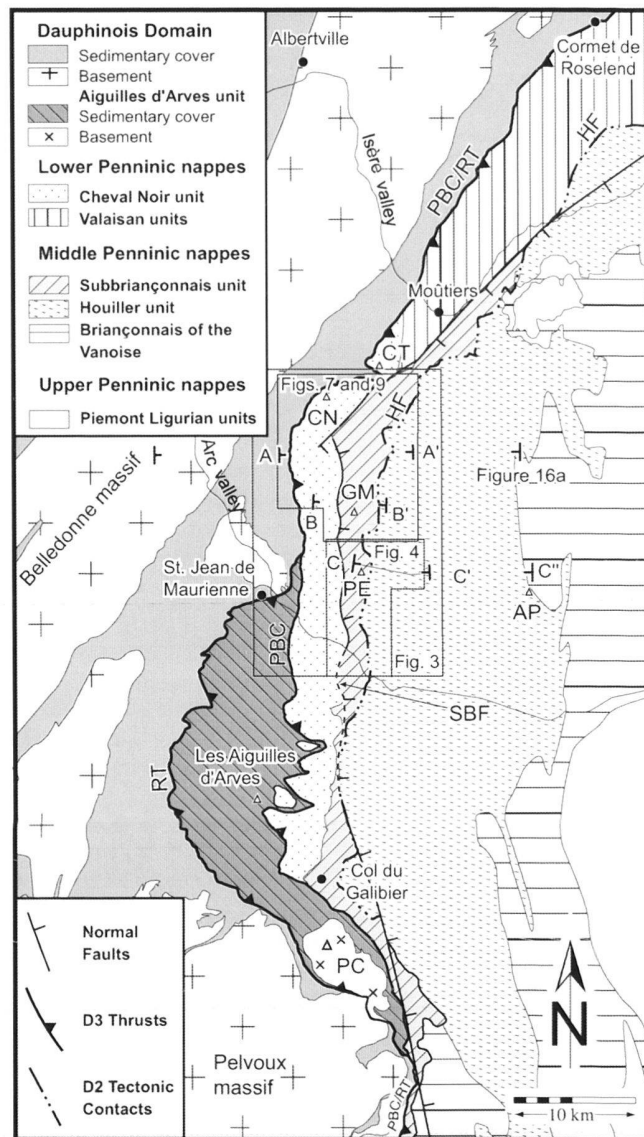 Dauphinois Domain
Sedimentary cover
Basement
Aiguilles d'Arves unit
Sedimentary cover
Basement
Lower Penninic nappes
Cheval Noir unit
Valaisan units
Middle Penninic nappes
Subbriançonnais unit
Houiller unit
Briançonnais of the
Vanoise
Upper Penninic nappes
Piemont Ligurian units
Albertville
Cormet de
Roselend
Isère valley
HF
PBC/RT
Moûtiers
CT
Figs. 7 and 9
CN
HF
A
A'
Figure 16a
Belledonne massif
Arc valley
GM
B
B'
Fig. 4
St. Jean de
Maurienne
C
PE
C'
C"
AP
PBC
Fig. 3
SBF
RT
Les Aiguilles
d'Arves
Col du
Galibier
PC
Pelvoux
massif
PBC/RT
Normal
Faults
D3 Thrusts
D2 Tectonic
Contacts
N
10 km